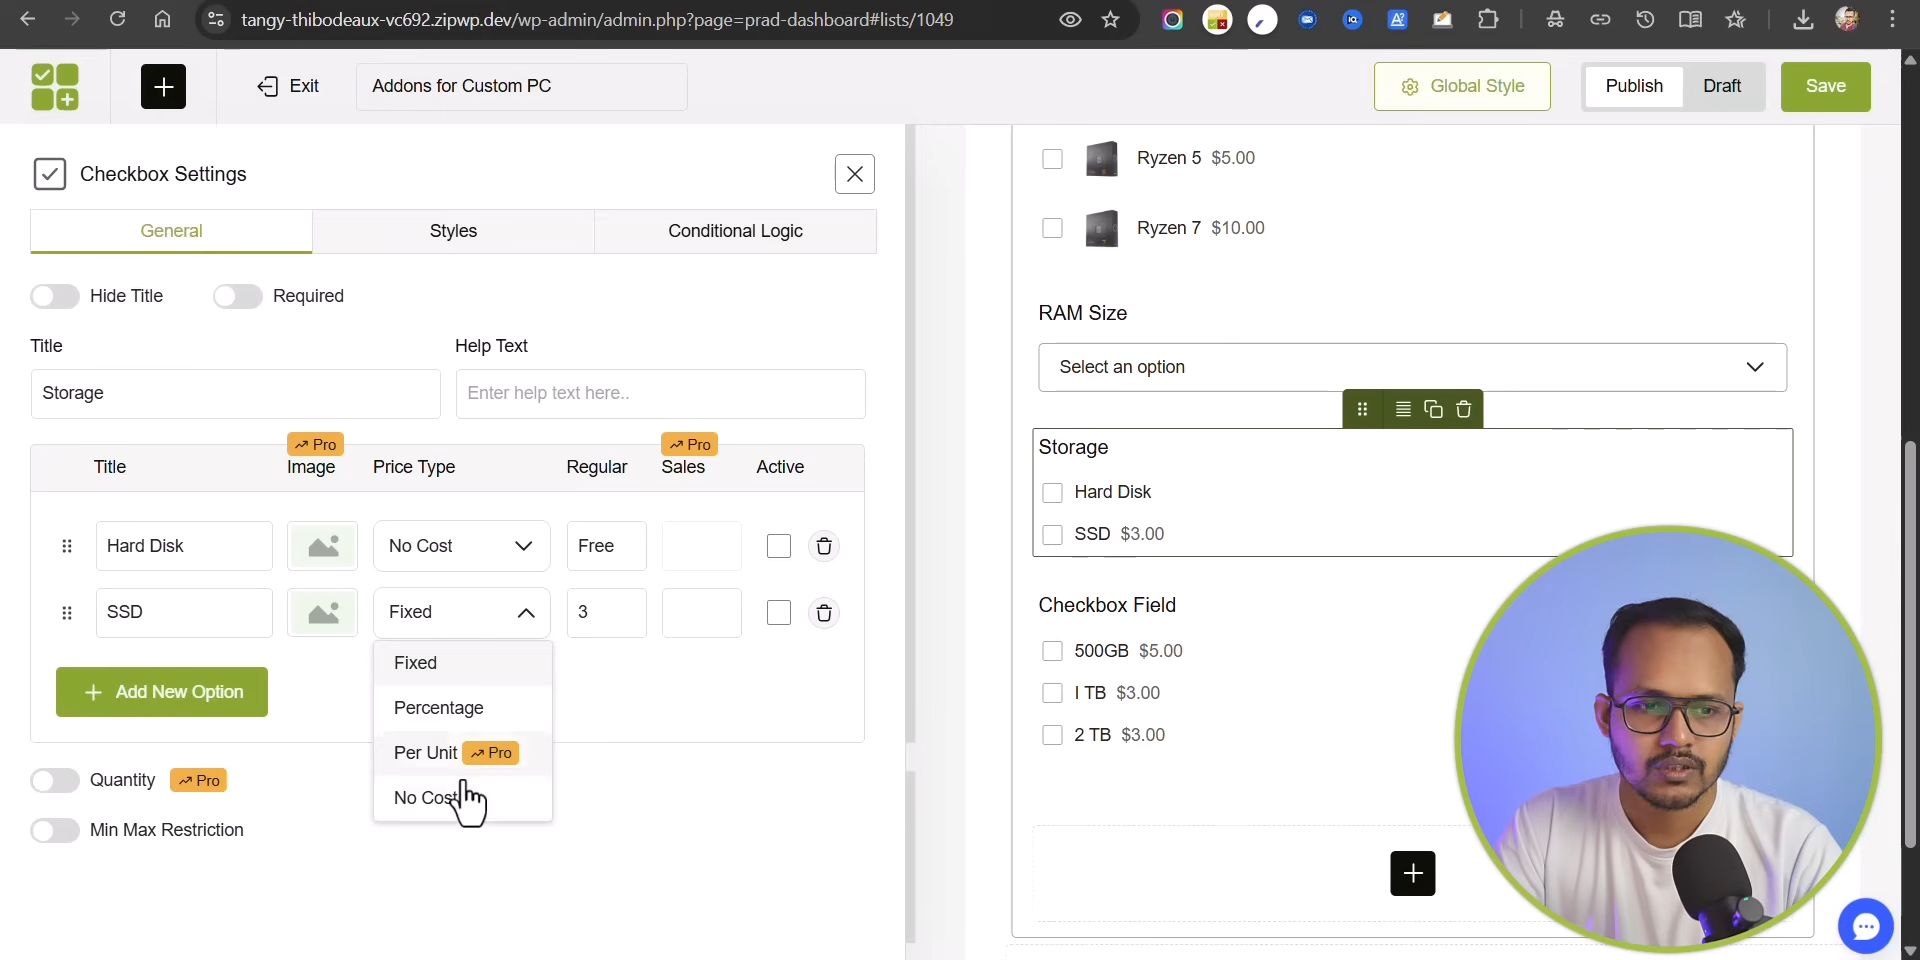 tangy-thibodeaux-vc692.zipwp.dev/wp-admin/admin.php?page=prad-dashboard#lists/1049
Exit
Addons for Custom PC
Global Style
Publish
Draft
Save
Checkbox Settings
General
Styles
Conditional Logic
Hide Title
Required
Title
Help Text
Storage
Enter help text here..
Pro
Pro
Title
Image
Price Type
Regular
Sales
Active
Hard Disk
No Cost
Free
SSD
Fixed
3
Fixed
Percentage
Per Unit
Pro
No Cost
Add New Option
Quantity
Pro
Min Max Restriction
Ryzen 5 $5.00
Ryzen 7 $10.00
RAM Size
Select an option
Storage
Hard Disk
SSD $3.00
Checkbox Field
500GB $5.00
I TB $3.00
2 TB $3.00